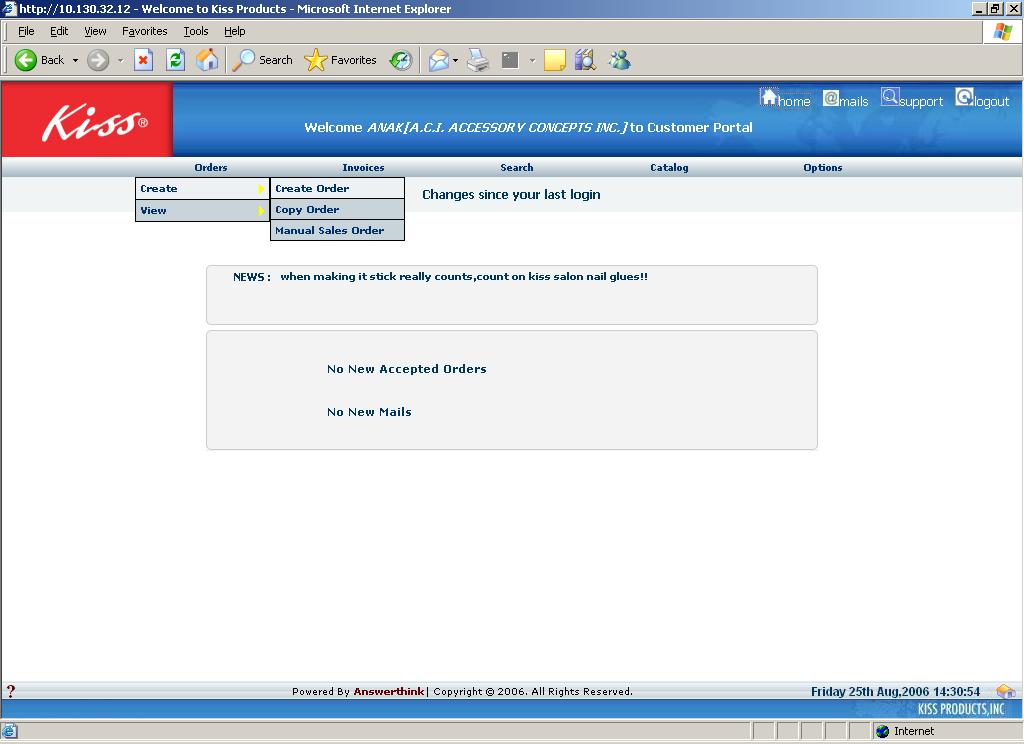 http://10.130.32.12 - Welcome to Kiss Products - Microsoft Internet Explorer
File Edit View Favorites Tools Help
Back Search Favorites
Kiss®
home @mails support logout
Welcome ANAK[A.C.I. ACCESSORY CONCEPTS INC.]to Customer Portal
Orders Invoices Search Catalog Options
Create Create Order Changes since your last login
View Copy Order
Manual Sales Order
NEWS : when making it stick really counts,count on kiss salon nail glues!!
No New Accepted Orders
No New Mails
? Powered By Answerthink| Copyright © 2006. All Rights Reserved. Friday 25th Aug,2006 14:30:54
KISS PRODUCTS,INC
Internet